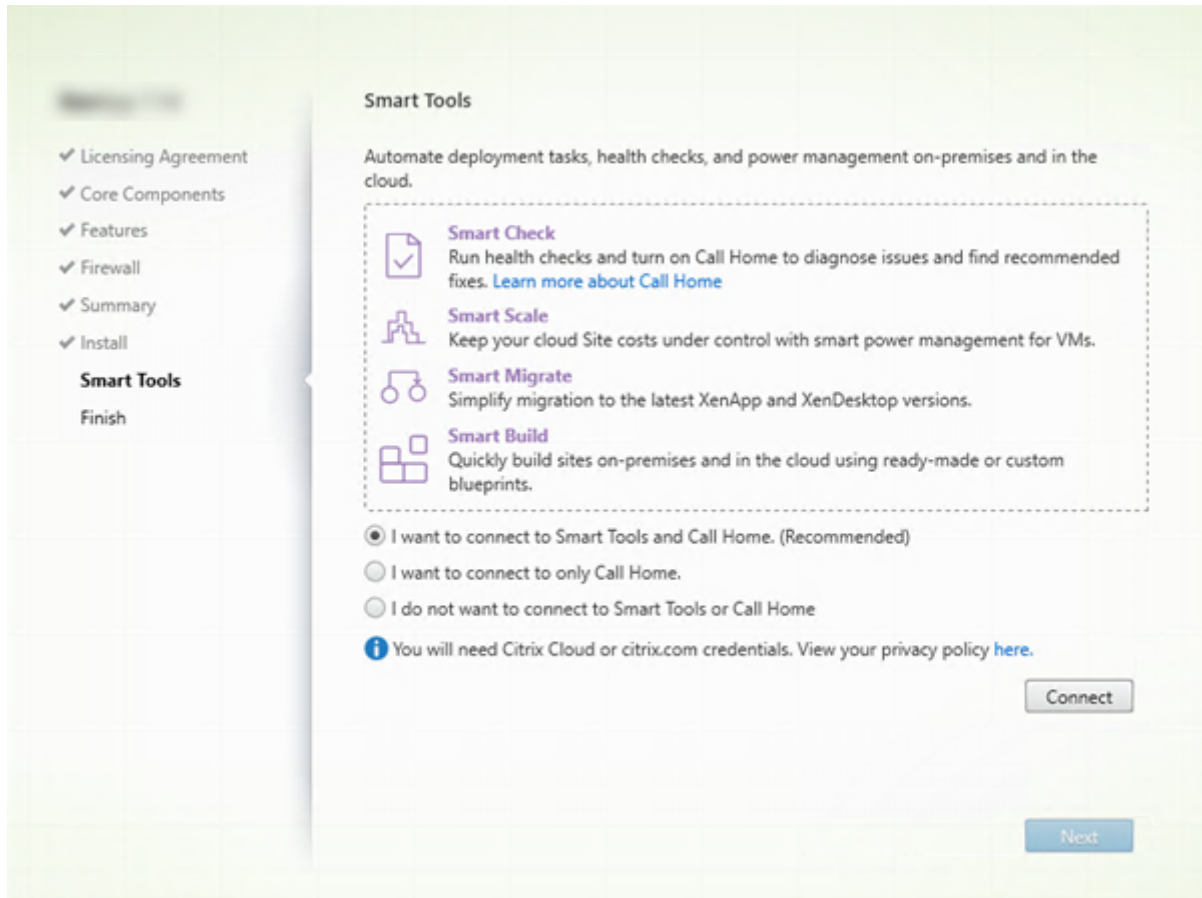 Smart Tools
Licensing Agreement
Core Components
Features
Firewall
Summary
Install
Smart Tools
Finish
Automate deployment tasks, health checks, and power management on-premises and in the
cloud.
Smart Check
Run health checks and turn on Call Home to diagnose issues and find recommended
fixes. Learn more about Call Home
Smart Scale
Keep your cloud Site costs under control with smart power management for VMs.
Smart Migrate
Simplify migration to the latest XenApp and XenDesktop versions.
Smart Build
Quickly build sites on-premises and in the cloud using ready-made or custom
blueprints.
I want to connect to Smart Tools and Call Home. (Recommended)
I want to connect to only Call Home.
I do not want to connect to Smart Tools or Call Home
You will need Citrix Cloud or citrix.com credentials. View your privacy policy here.
Connect
Next